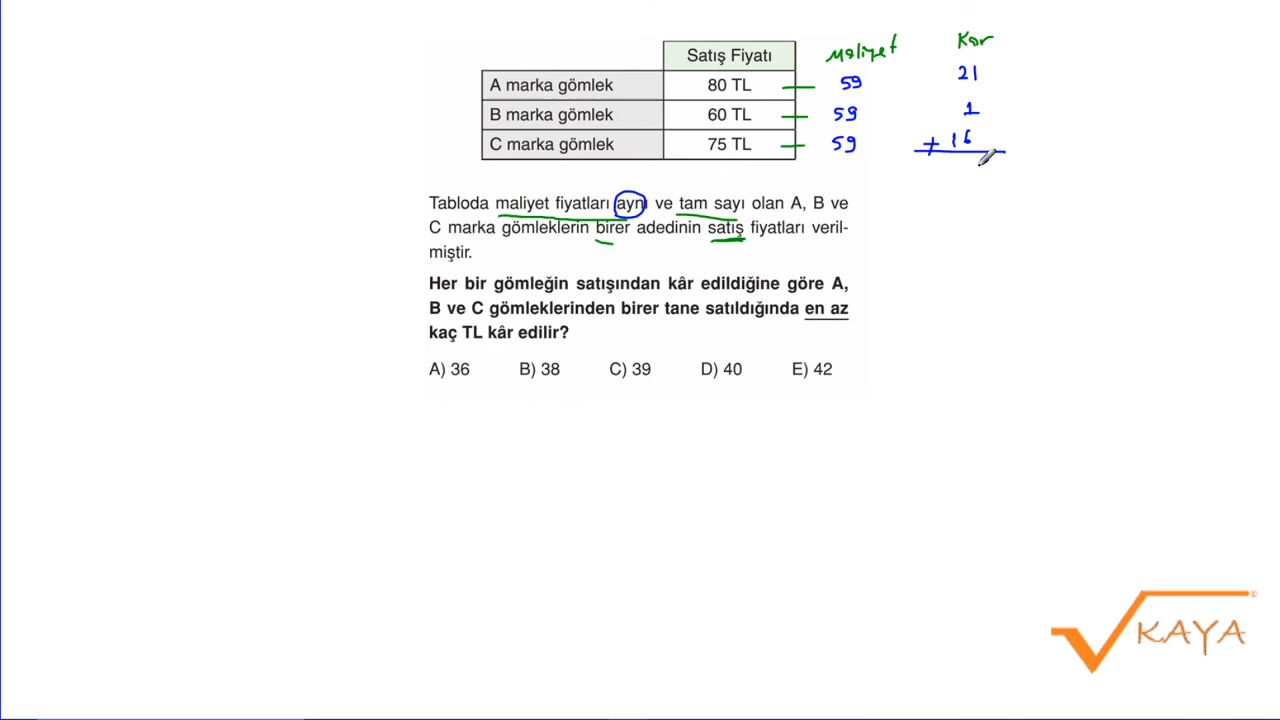 Satış Fiyatı Maliyet Kar
A marka gömlek 80 TL 59 21
B marka gömlek 60 TL 59 1
C marka gömlek 75 TL 59 + 16
Tabloda maliyet fiyatları aynı ve tam sayı olan A, B ve
C marka gömleklerin birer adedinin satış fiyatları veril-
miştir.
Her bir gömleğin satışından kâr edildiğine göre A,
B ve C gömleklerinden birer tane satıldığında en az
kaç TL kâr edilir?
A) 36 B) 38 C) 39 D) 40 E) 42
KAYA
©